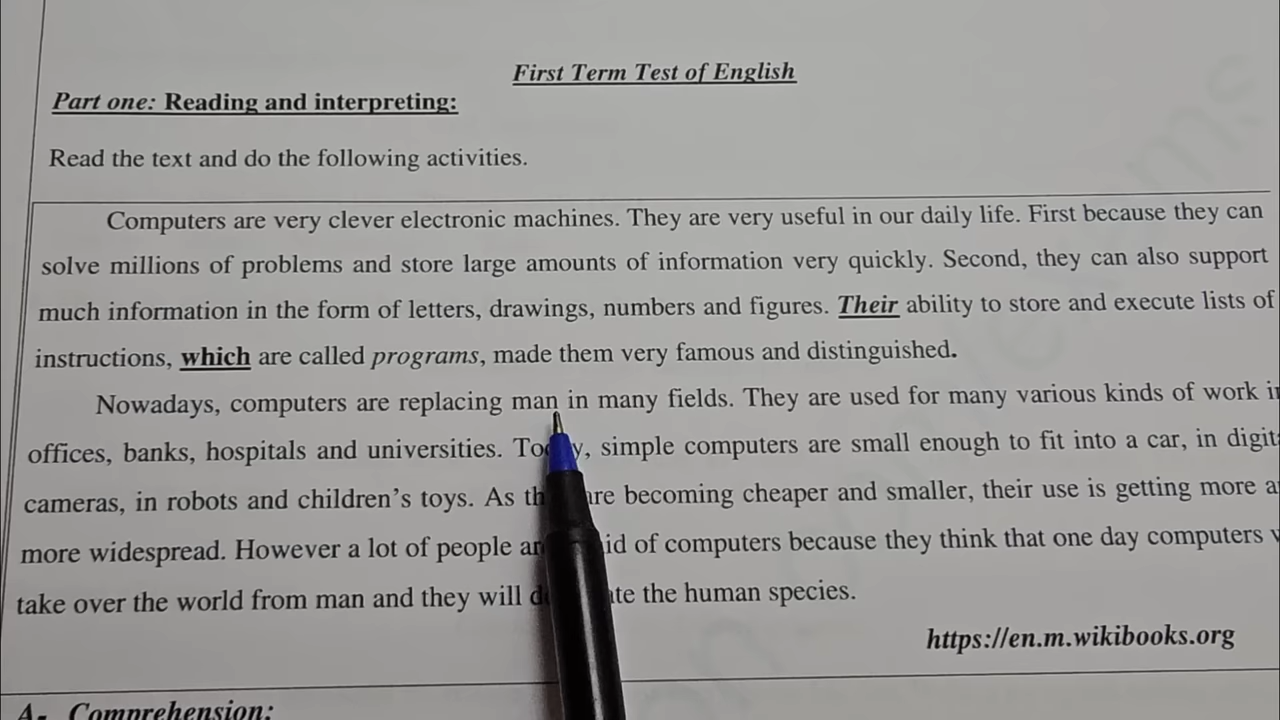 First Term Test of English
Part one: Reading and interpreting:
Read the text and do the following activities.
Computers are very clever electronic machines. They are very useful in our daily life. First because they can
solve millions of problems and store large amounts of information very quickly. Second, they can also support
much information in the form of letters, drawings, numbers and figures. Their ability to store and execute lists of
instructions, which are called programs, made them very famous and distinguished.
Nowadays, computers are replacing man in many fields. They are used for many various kinds of work
offices, banks, hospitals and universities. simple computers are small enough to fit into a car, in
cameras, in robots and children's toys. As are becoming cheaper and smaller, their use is getting more
more widespread. However a lot of people of computers because they think that one day computers
take over the world from man and they will the human species.
https://en.m.wikibooks.org
A- Comprehension: